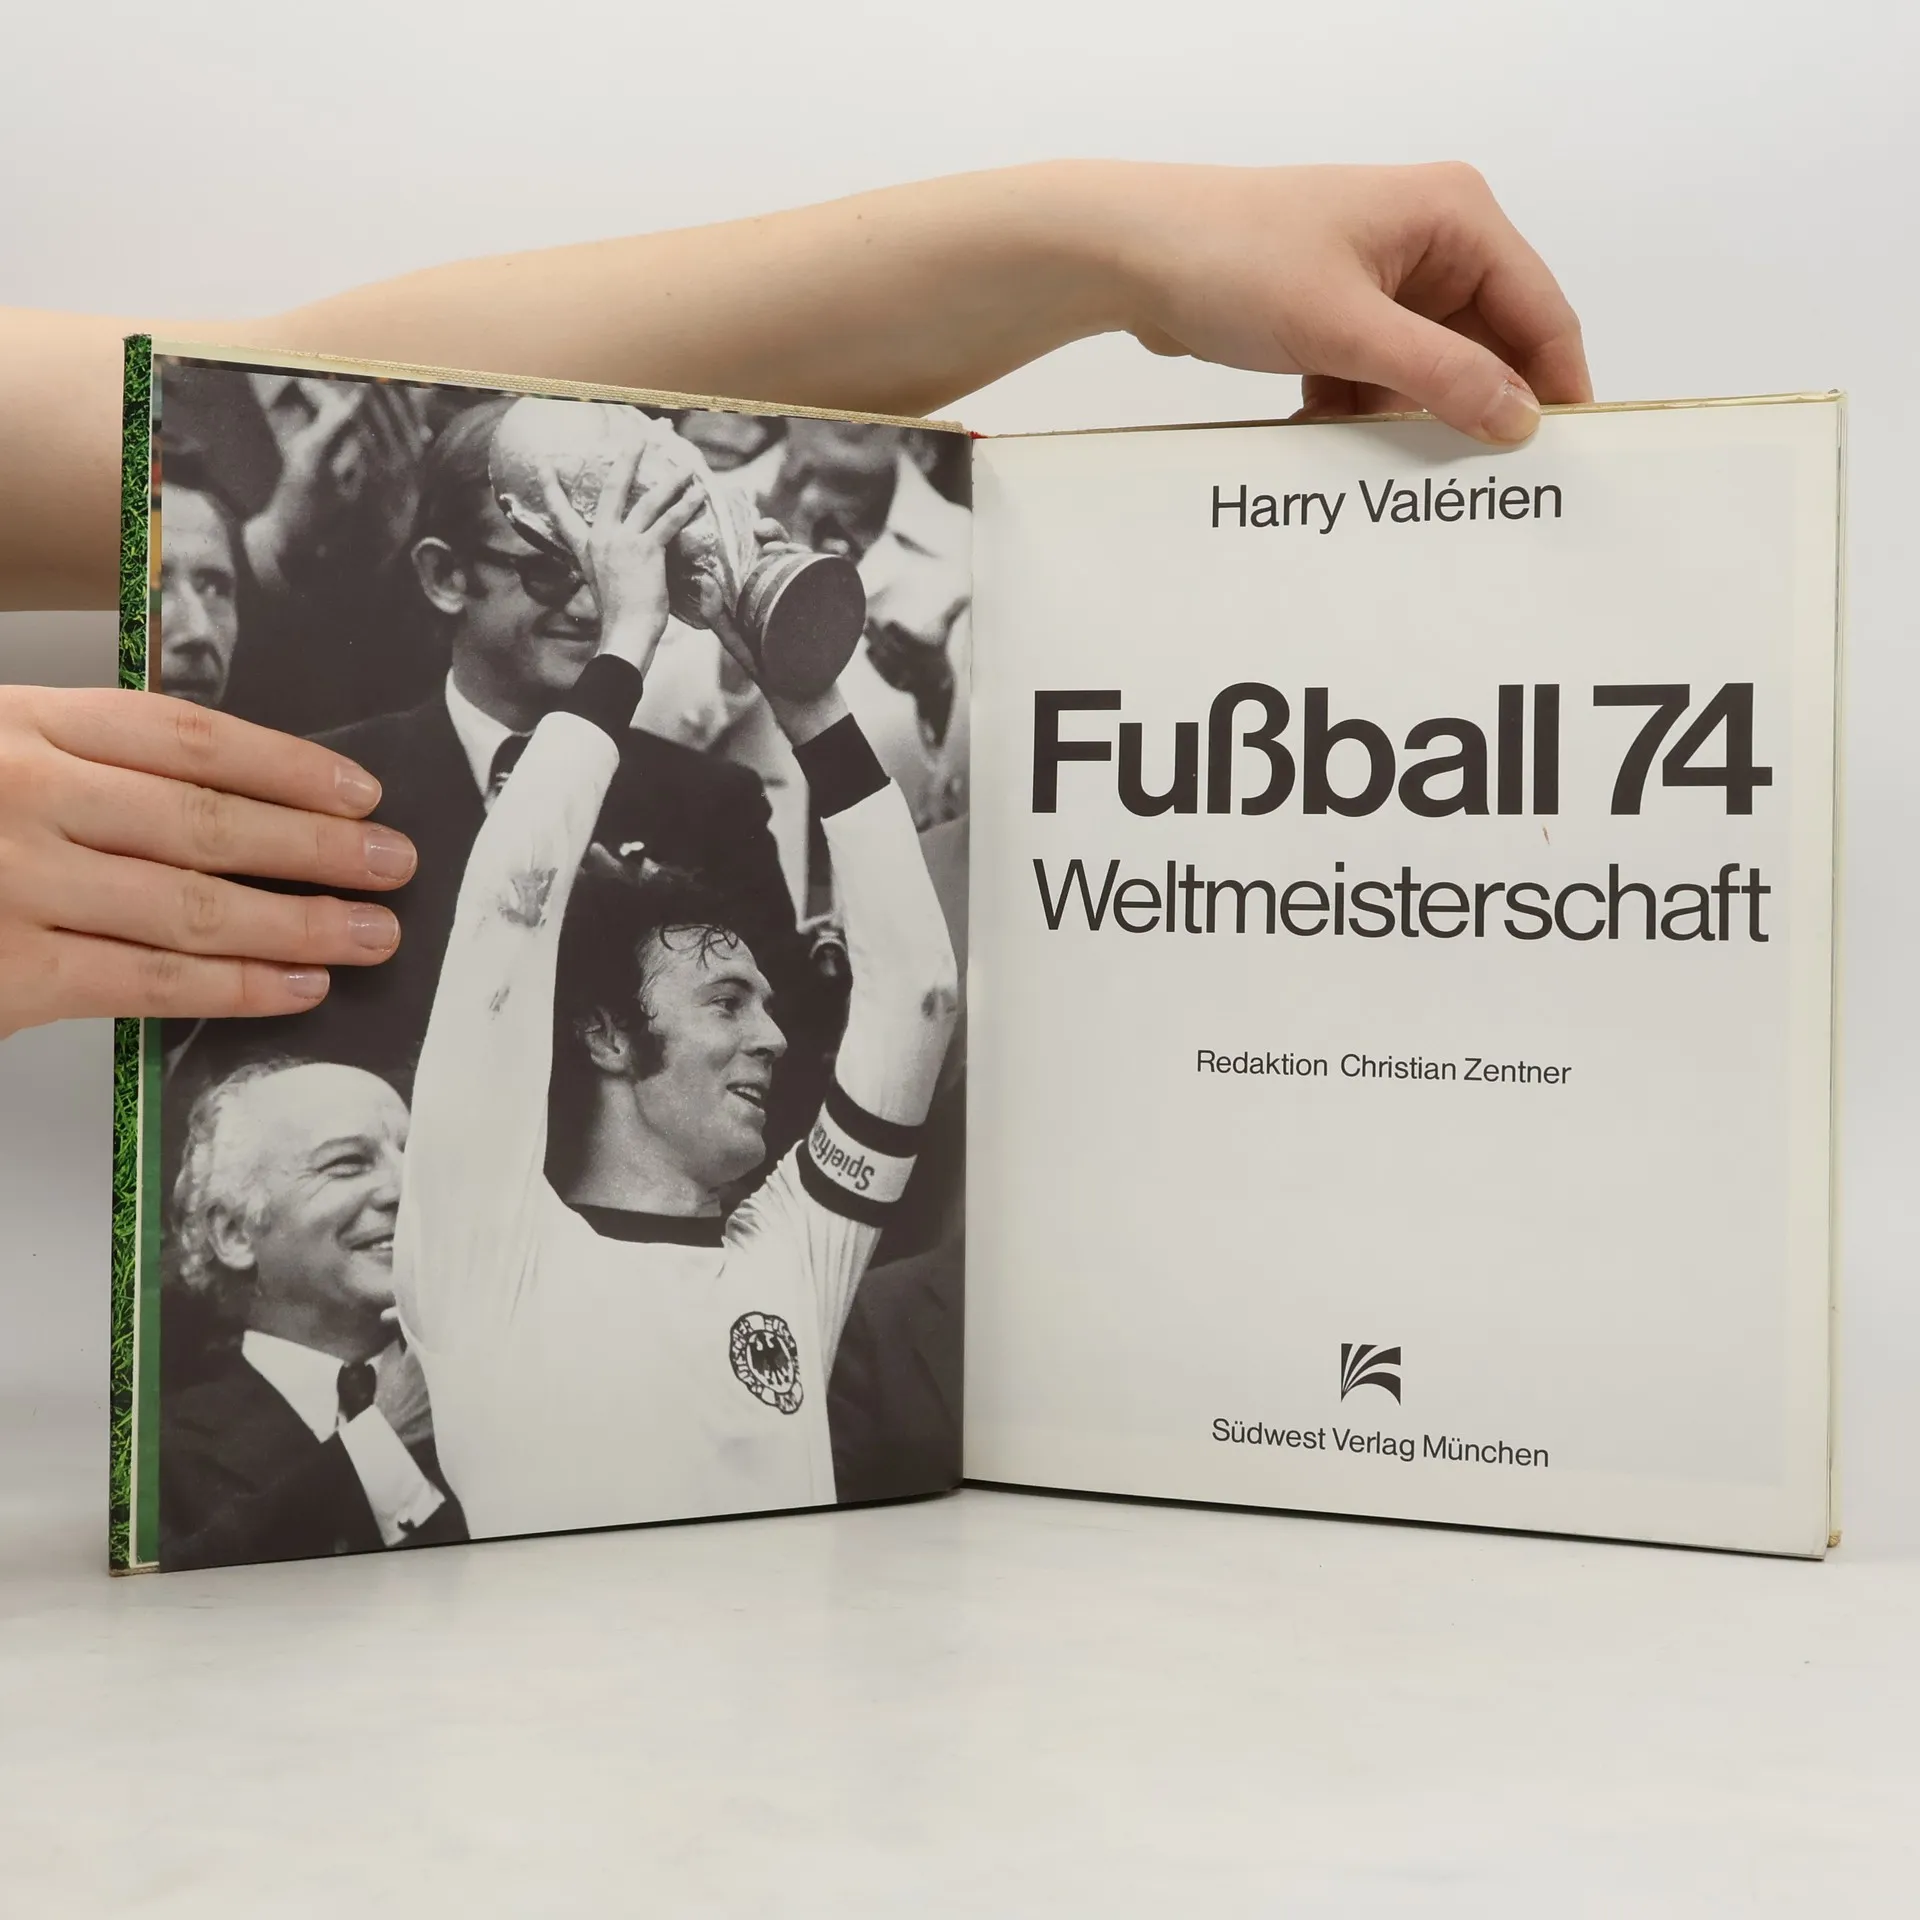 Harry Valérien
Fußball 74
Weltmeisterschaft
Redaktion Christian Zentner
Südwest Verlag München